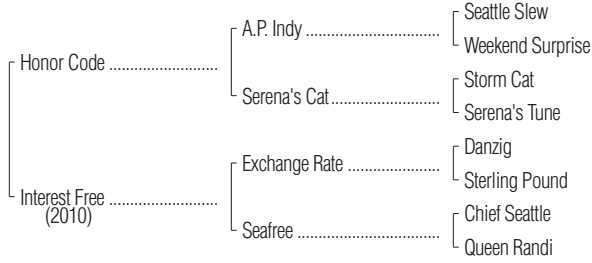 Seattle Slew
A.P. Indy ..............................
Weekend Surprise
Honor Code .........................
Storm Cat
Serena's Cat.........................
Serena's Tune
Danzig
Exchange Rate .....................
Sterling Pound
Interest Free .........................
(2010)
Chief Seattle
Seafree .................................
Queen Randi